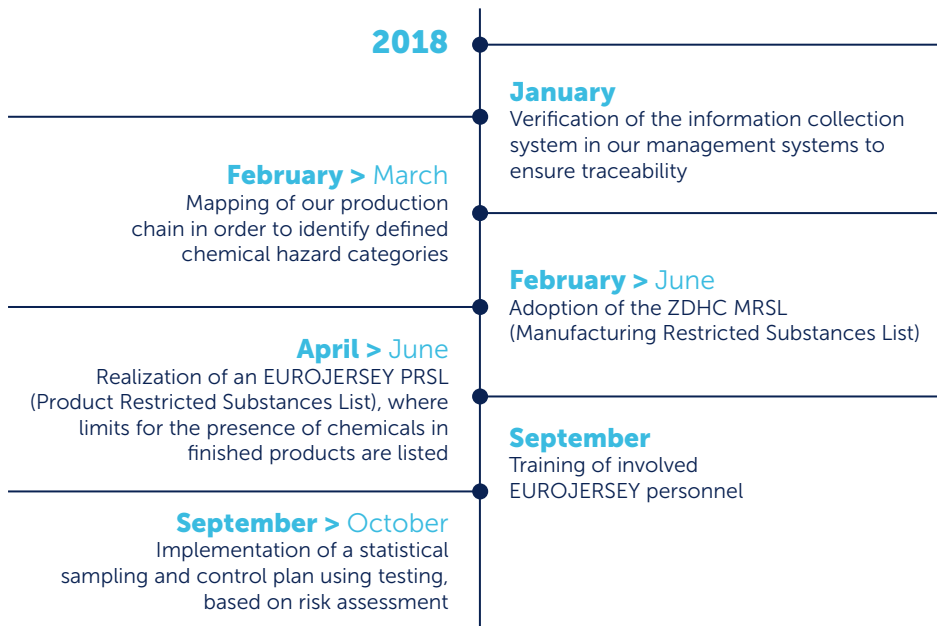 2018
January
Verification of the information collection
system in our management systems to
ensure traceability
February > March
Mapping of our production
chain in order to identify defined
chemical hazard categories
February > June
Adoption of the ZDHC MRSL
(Manufacturing Restricted Substances List)
April > June
Realization of an EUROJERSEY PRSL
(Product Restricted Substances List), where
limits for the presence of chemicals in
finished products are listed
September
Training of involved
EUROJERSEY personnel
September > October
Implementation of a statistical
sampling and control plan using testing,
based on risk assessment